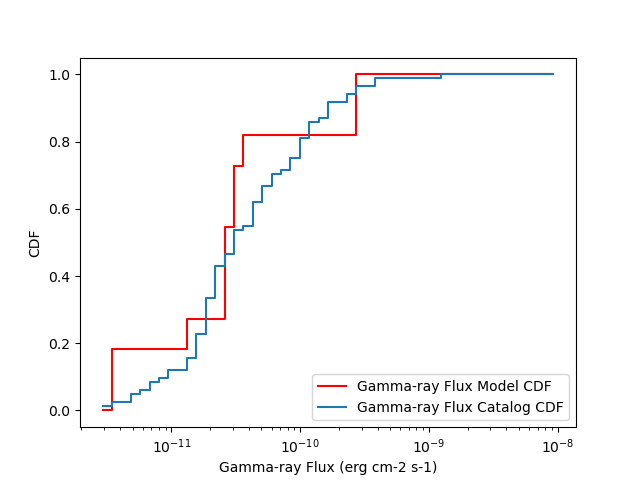 1.0
0.8
0.6
0.4
0.2
0.0
CDF
Gamma-ray Flux Model CDF
Gamma-ray Flux Catalog CDF
10⁻¹¹ 10⁻¹⁰ 10⁻⁹ 10⁻⁸
Gamma-ray Flux (erg cm-2 s-1)